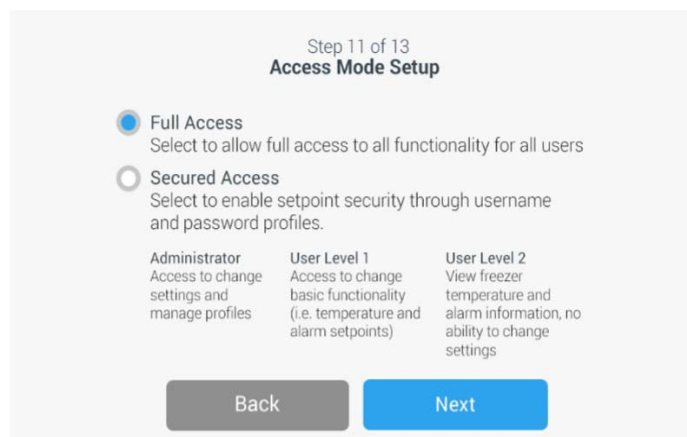 Step 11 of 13
Access Mode Setup
Full Access
Select to allow full access to all functionality for all users
Secured Access
Select to enable setpoint security through username
and password profiles.
Administrator
Access to change
settings and
manage profiles
User Level 1
Access to change
basic functionality
(i.e. temperature and
alarm setpoints)
User Level 2
View freezer
temperature and
alarm information, no
ability to change
settings
Back
Next